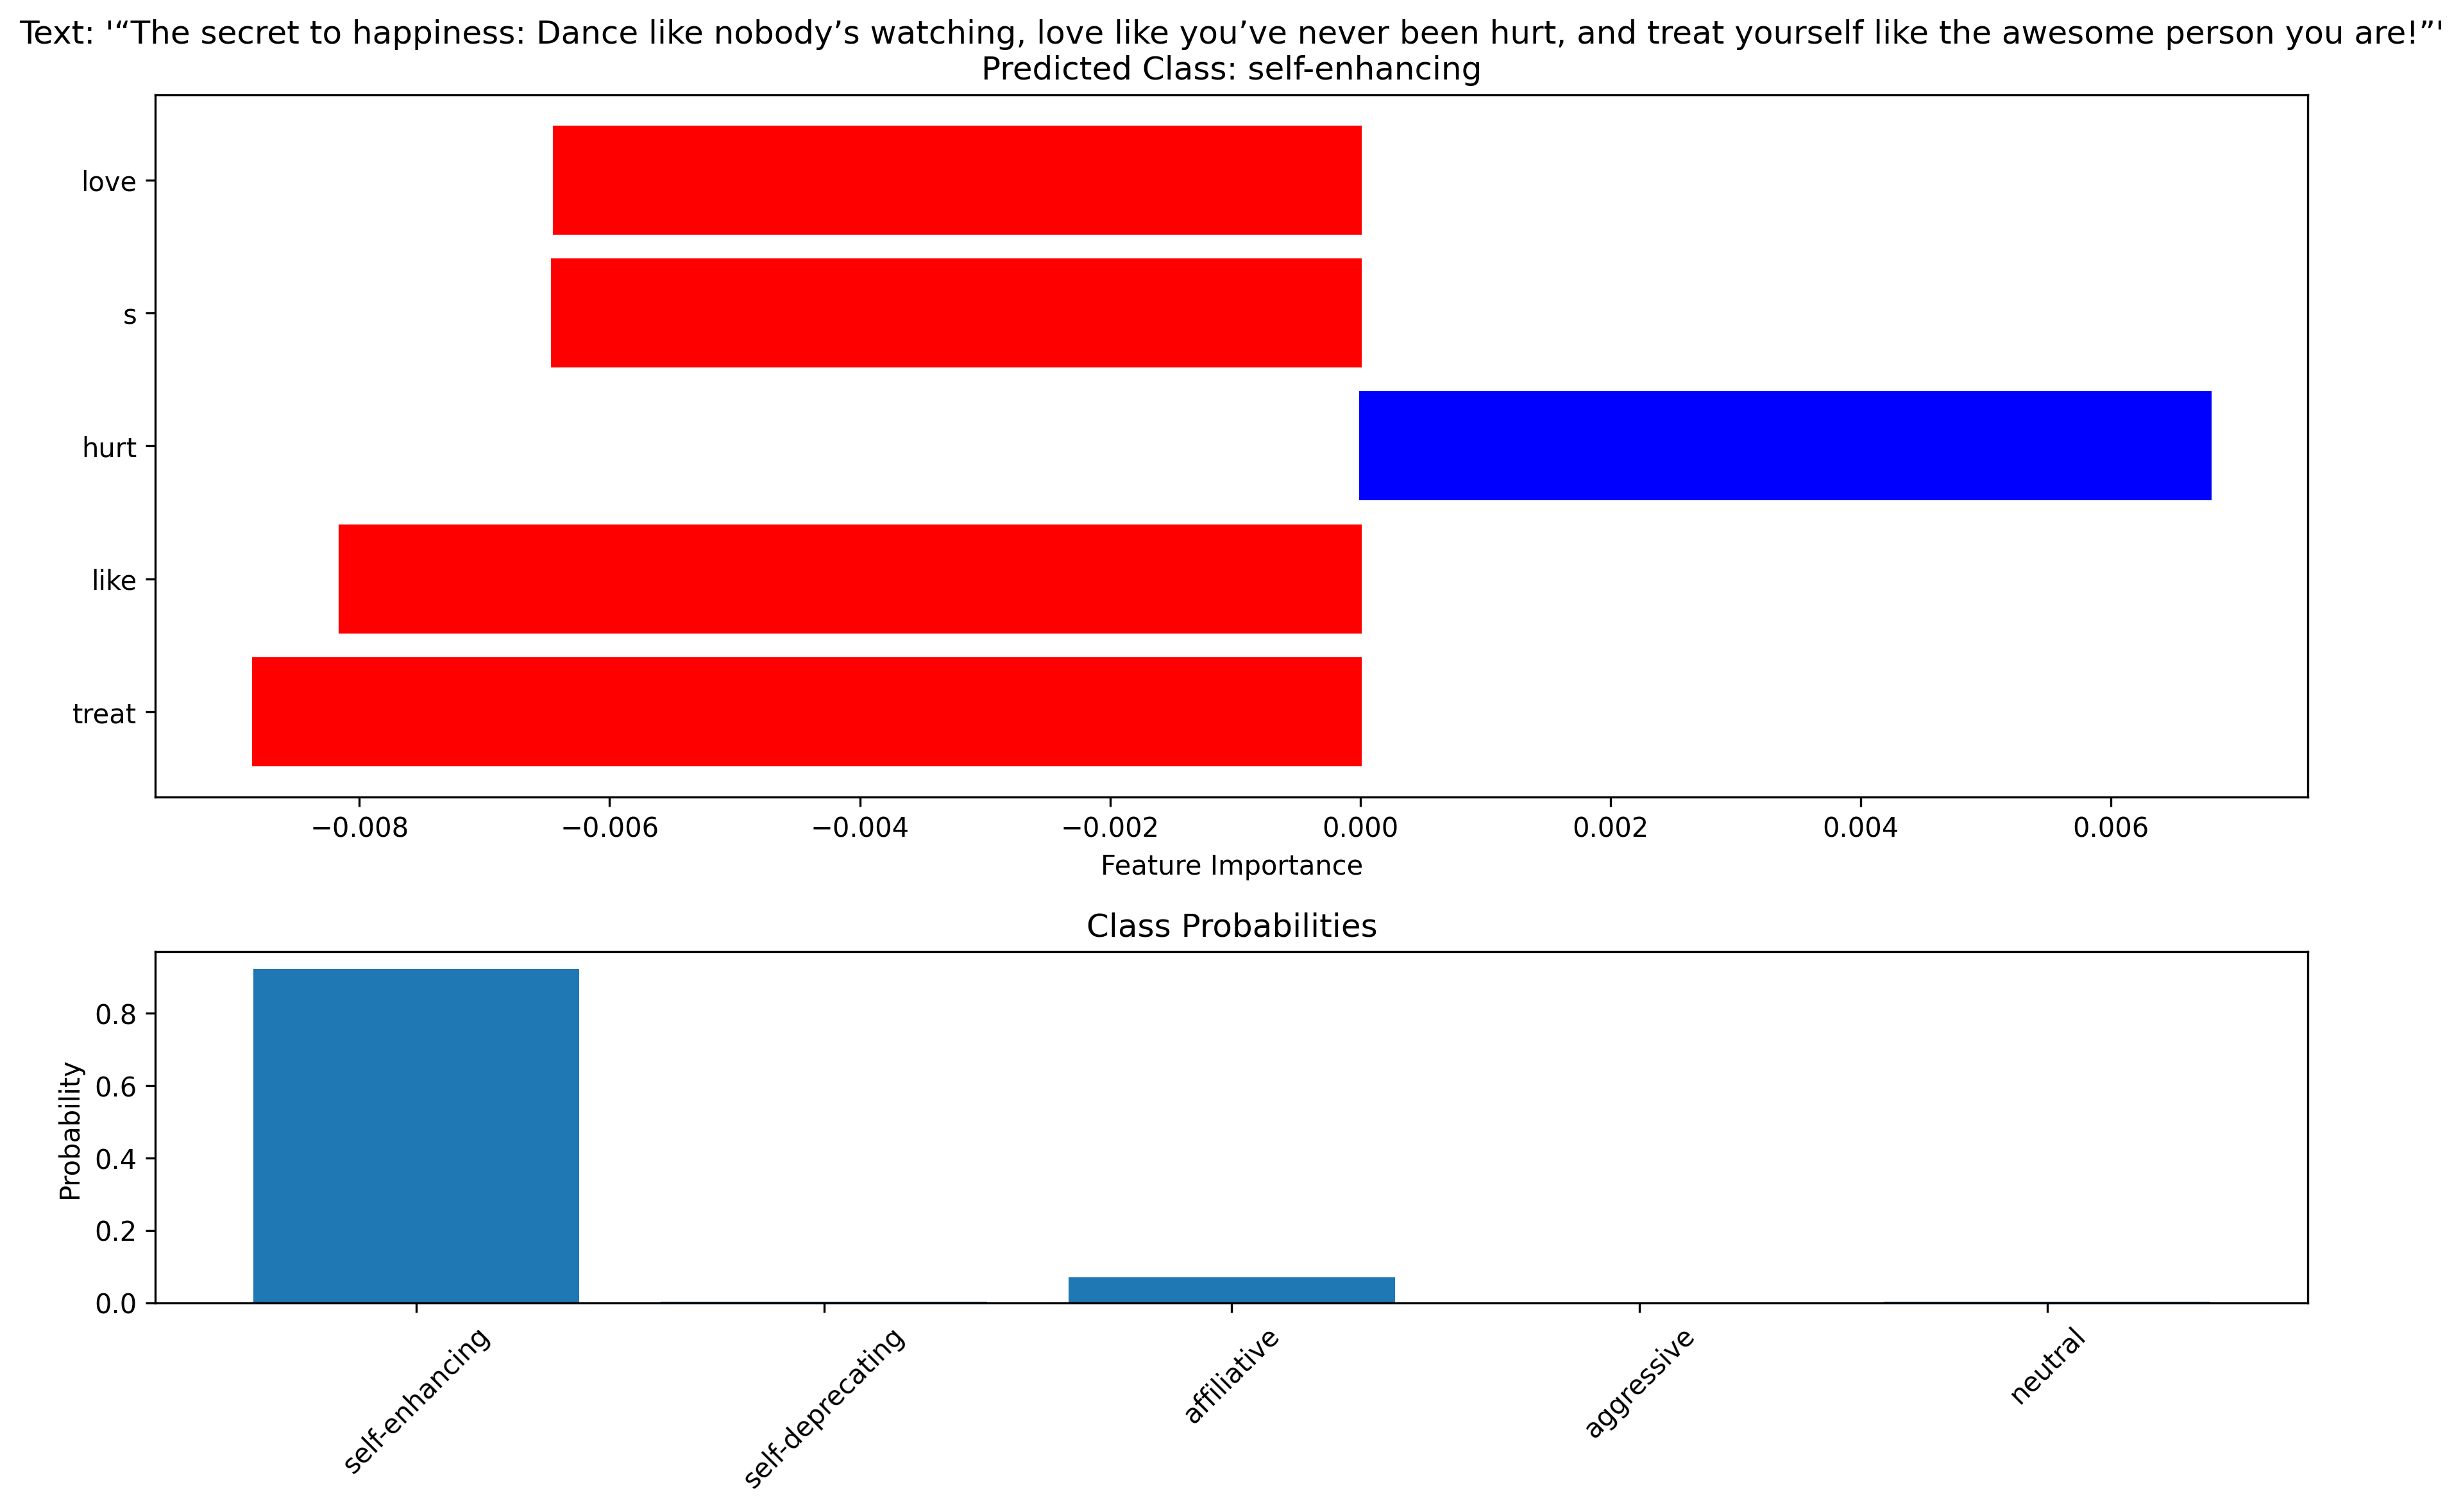 Text: '“The secret to happiness: Dance like nobody’s watching, love like you’ve never been hurt, and treat yourself like the awesome person you are!”'
Predicted Class: self-enhancing
love
s
hurt
like
treat
−0.008 −0.006 −0.004 −0.002 0.000 0.002 0.004 0.006
Feature Importance
Class Probabilities
Probability
0.8
0.6
0.4
0.2
0.0
self-enhancing
self-deprecating
affiliative
aggressive
neutral